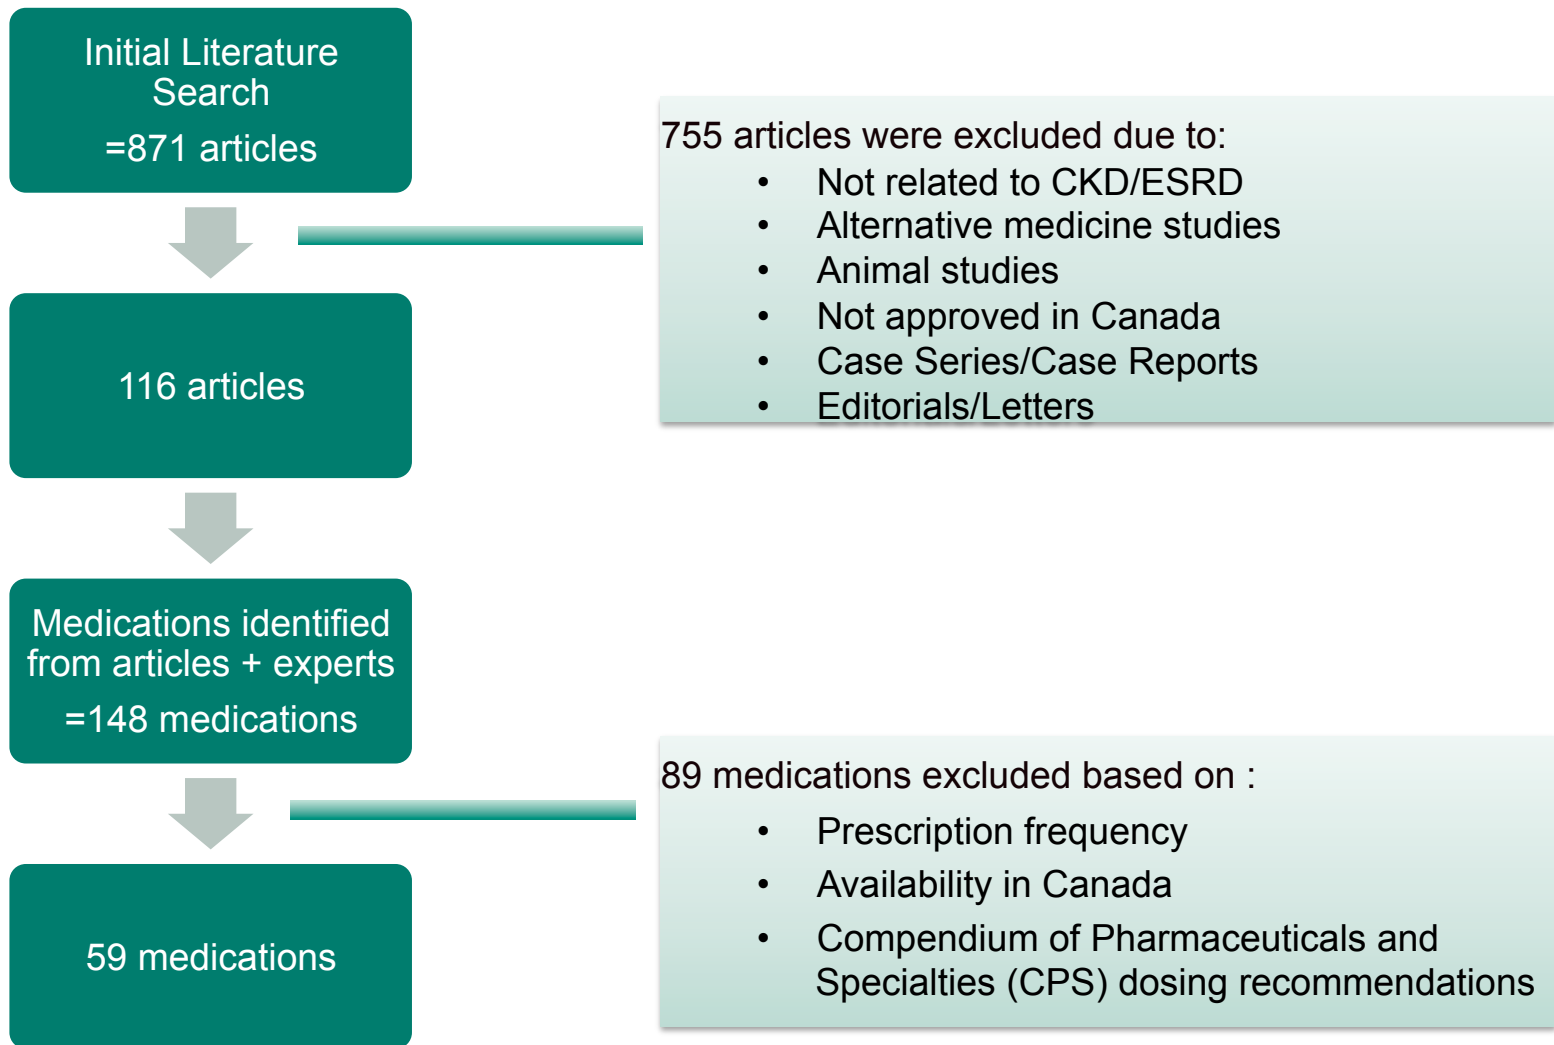 Initial Literature
Search
=871 articles
755 articles were excluded due to:
• Not related to CKD/ESRD
• Alternative medicine studies
• Animal studies
• Not approved in Canada
• Case Series/Case Reports
• Editorials/Letters
116 articles
Medications identified
from articles + experts
=148 medications
89 medications excluded based on :
• Prescription frequency
• Availability in Canada
• Compendium of Pharmaceuticals and
Specialties (CPS) dosing recommendations
59 medications